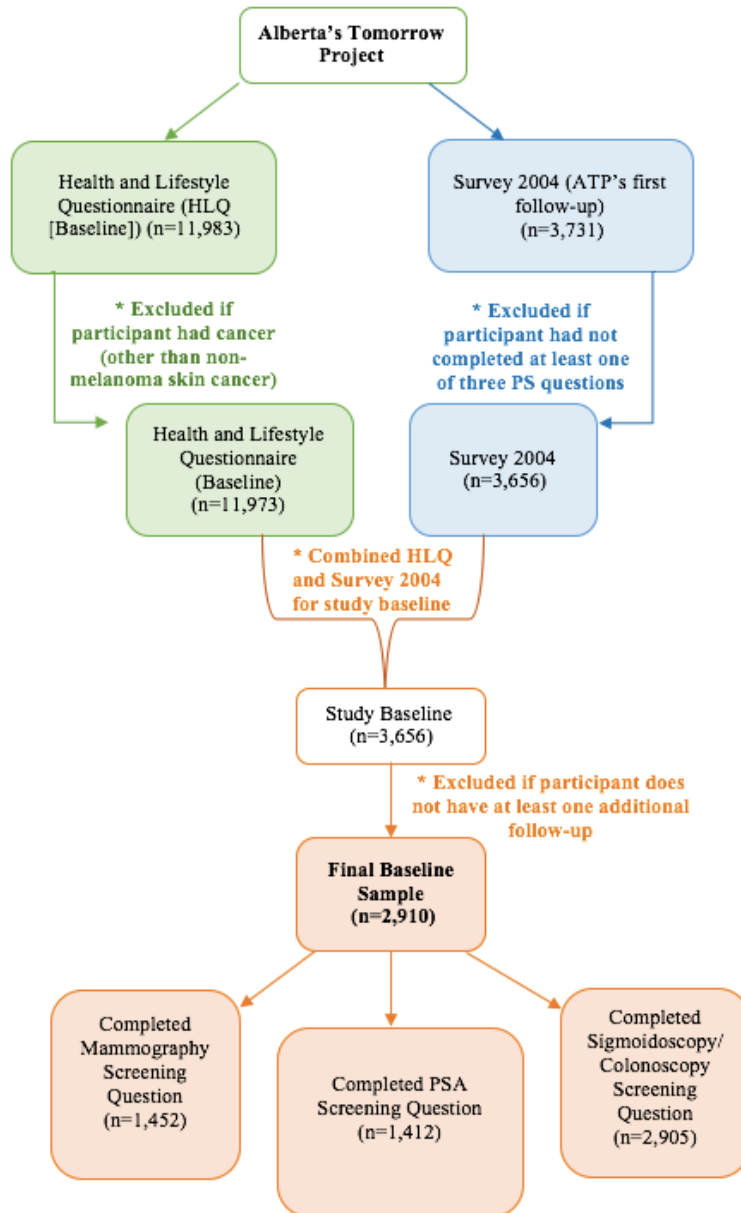 Alberta's Tomorrow
Project
Health and Lifestyle
Questionnaire (HLQ
[Baseline]) (n=11,983)
Survey 2004 (ATP's first
follow-up)
(n=3,731)
* Excluded if
participant had cancer
(other than non-
melanoma skin cancer)
* Excluded if
participant had not
completed at least one
of three PS questions
Health and Lifestyle
Questionnaire
(Baseline)
(n=11,973)
Survey 2004
(n=3,656)
* Combined HLQ
and Survey 2004
for study baseline
Study Baseline
(n=3,656)
* Excluded if participant does
not have at least one additional
follow-up
Final Baseline
Sample
(n=2,910)
Completed
Mammography
Screening
Question
(n=1,452)
Completed PSA
Screening Question
(n=1,412)
Completed
Sigmoidoscopy/
Colonoscopy
Screening
Question
(n=2,905)